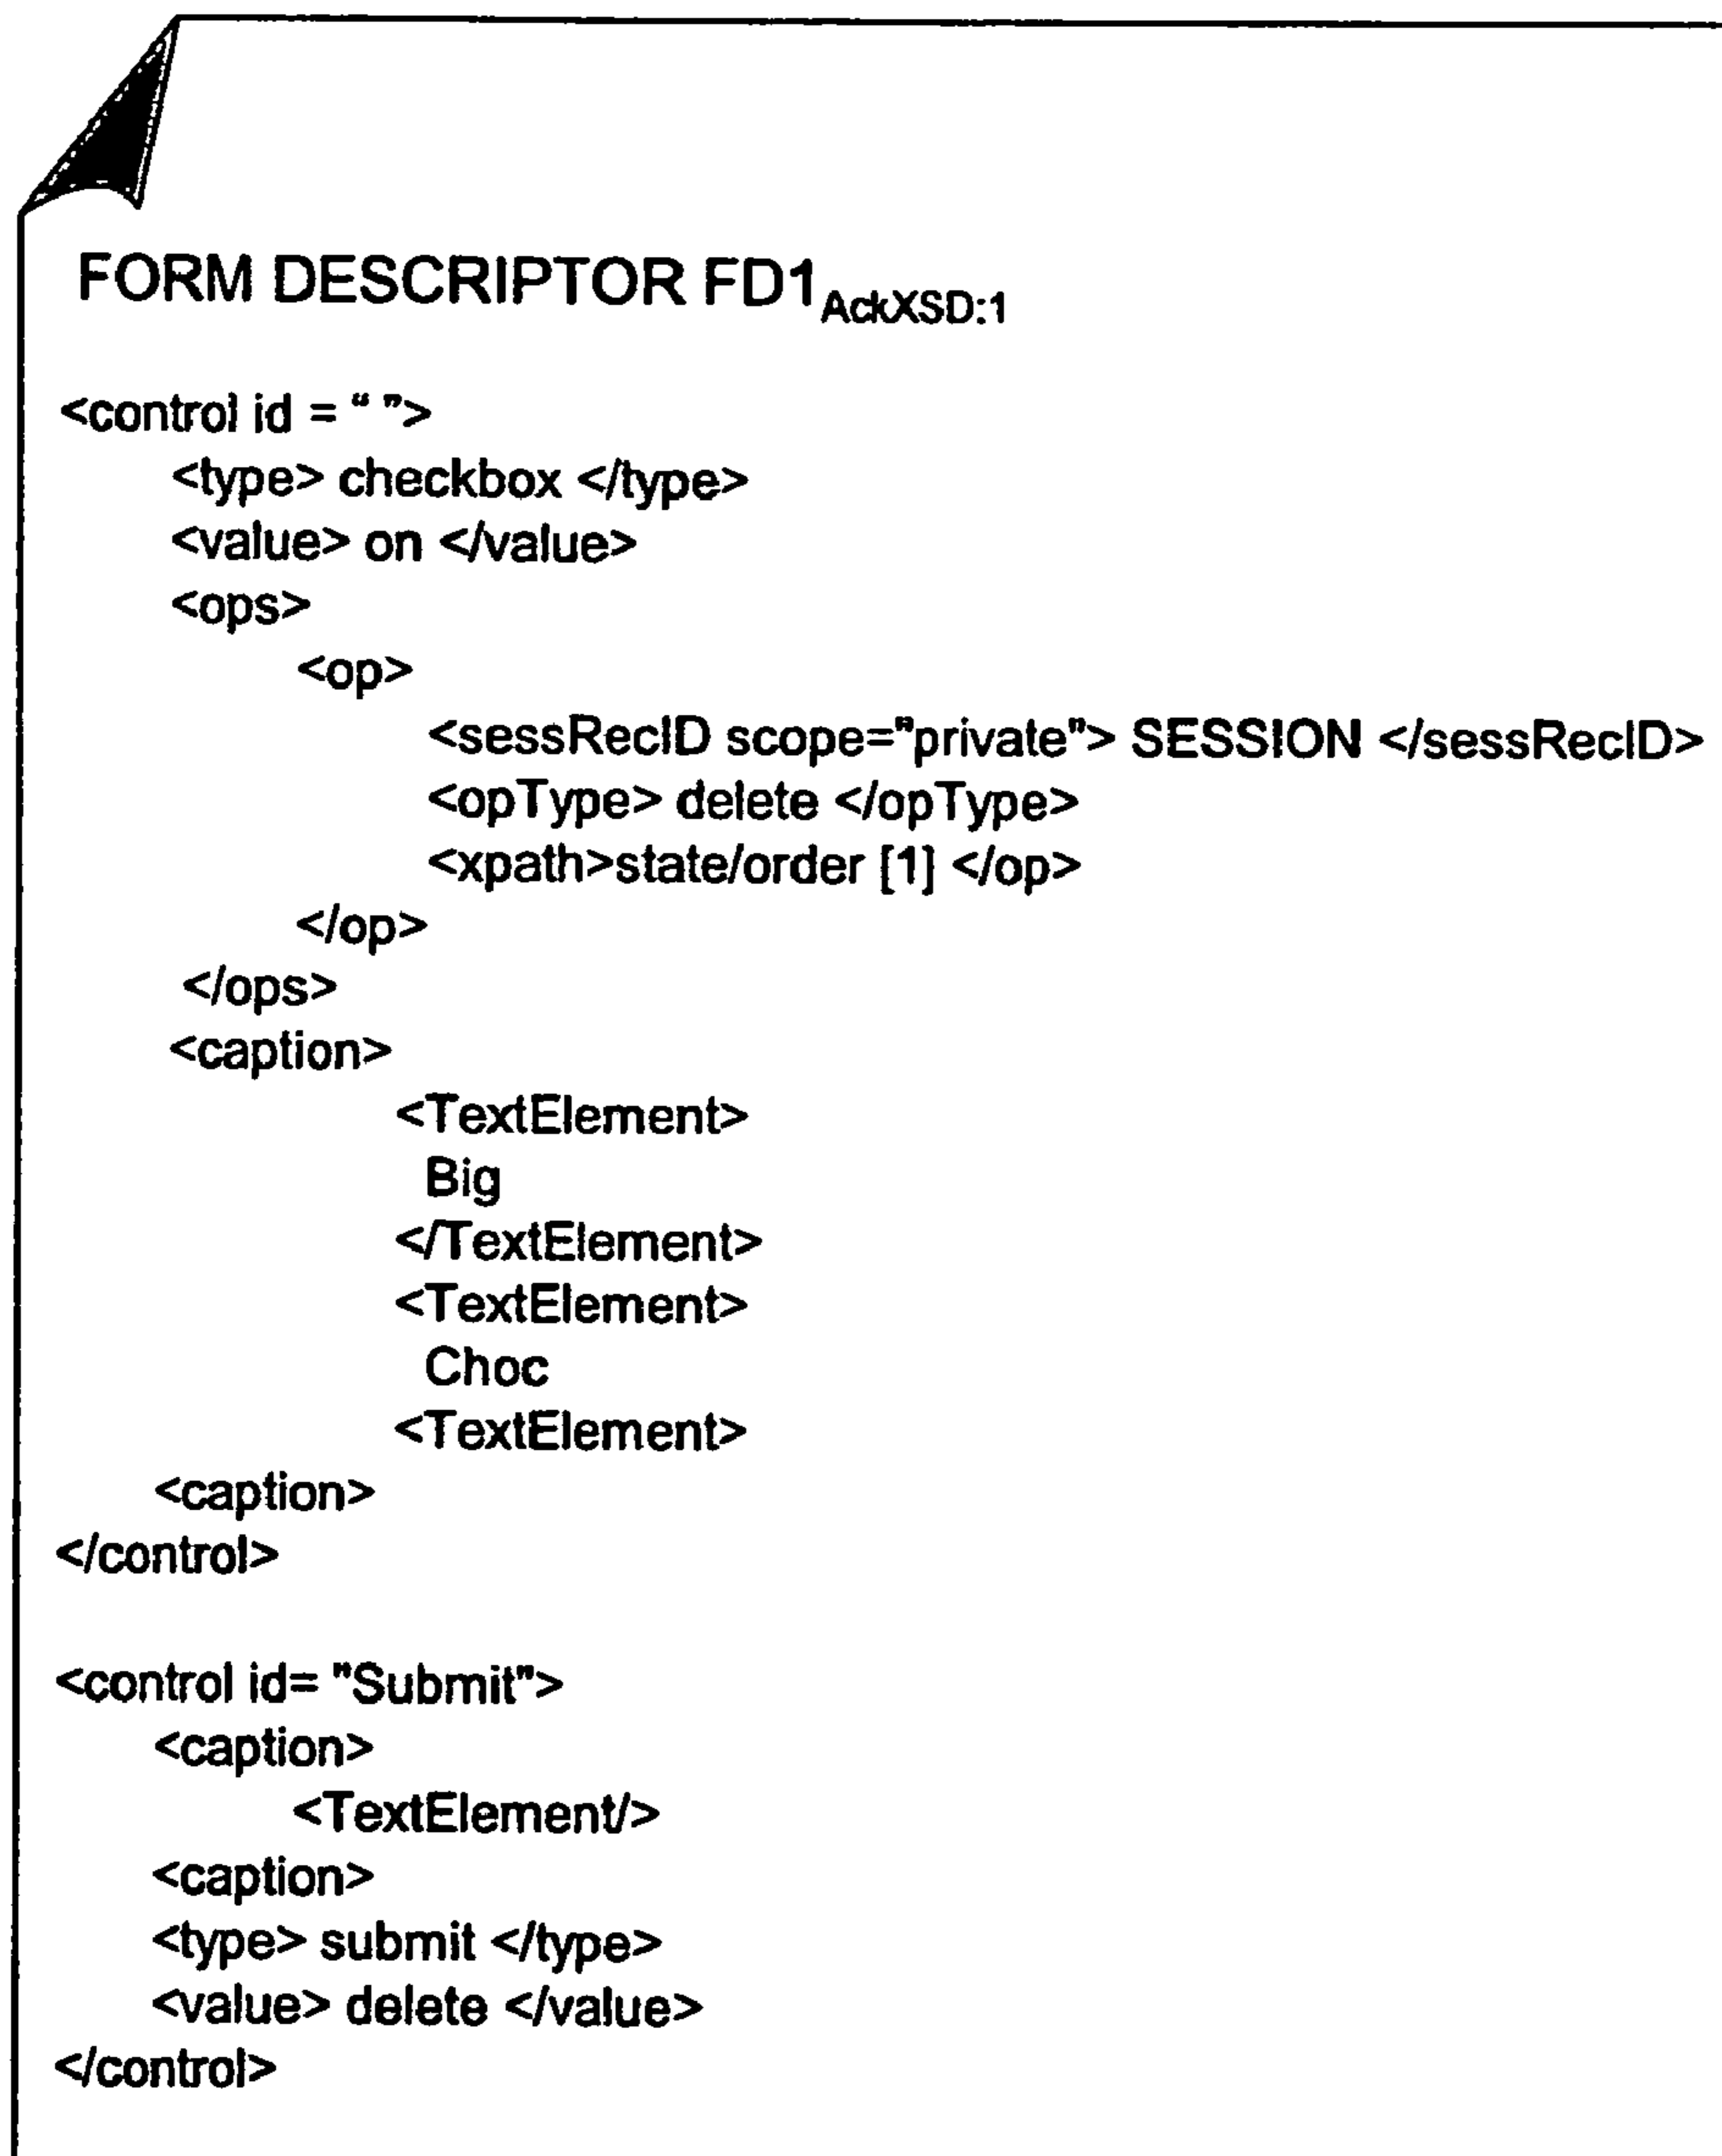 FORM DESCRIPTOR FD1AckXSD:1
<control id = “ ”>
<type> checkbox </type>
<value> on </value>
<ops>
<op>
<sessRecID scope="private"> SESSION </sessRecID>
<opType> delete </opType>
<xpath>state/order [1] </op>
</op>
</ops>
<caption>
<TextElement>
Big
</TextElement>
<TextElement>
Choc
<TextElement>
<caption>
</control>
<control id= "Submit">
<caption>
<TextElement/>
<caption>
<type> submit </type>
<value> delete </value>
</control>